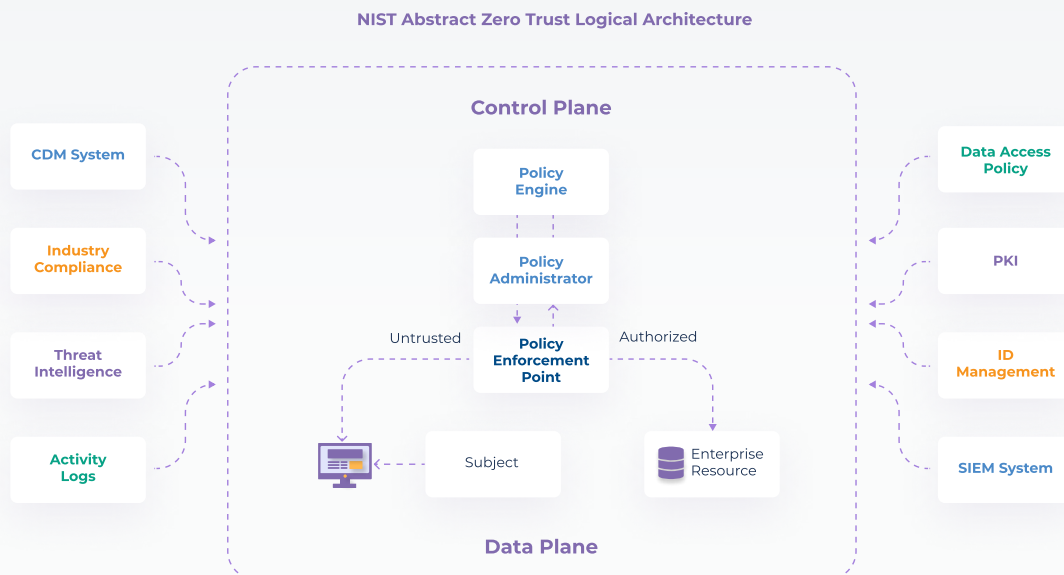 NIST Abstract Zero Trust Logical Architecture
Control Plane
CDM System
Industry
Compliance
Threat
Intelligence
Activity
Logs
Policy
Engine
Policy
Administrator
Untrusted
Policy
Enforcement
Point
Authorized
Subject
Enterprise
Resource
Data Plane
Data Access
Policy
PKI
ID
Management
SIEM System